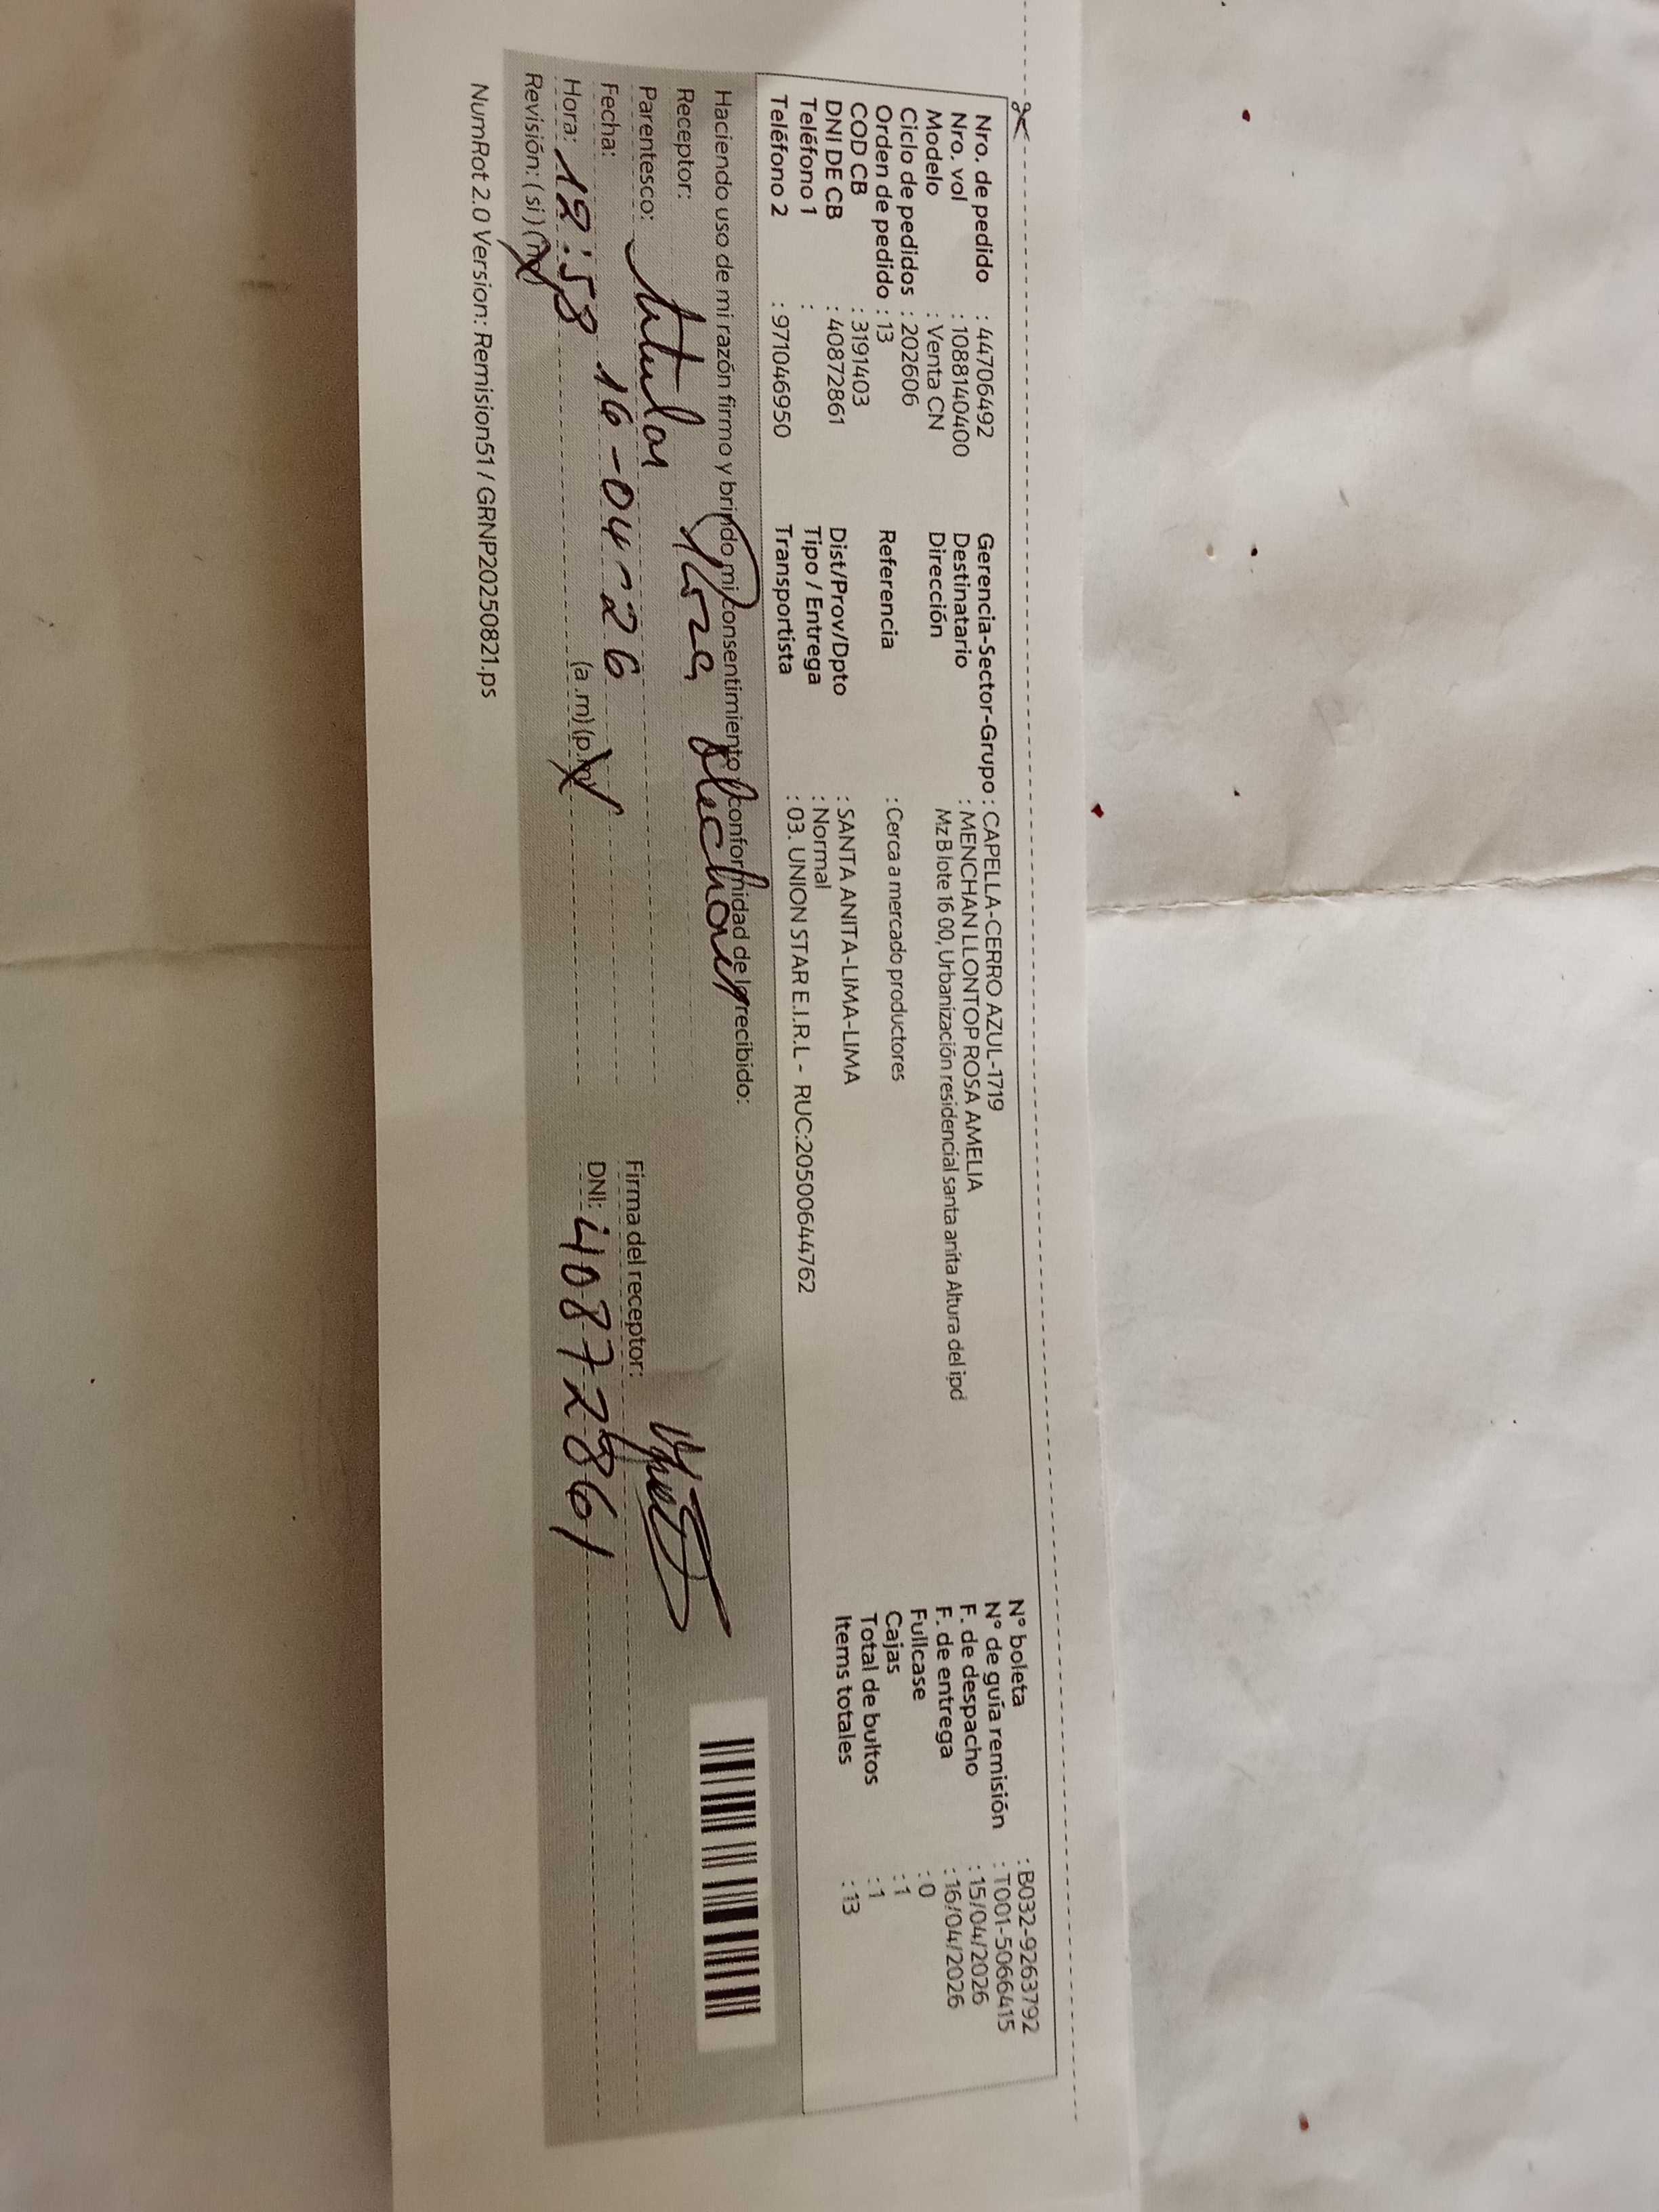 Nro. de pedido : 44706492
Nro. vol : 1088140400
Modelo : Venta CN
Ciclo de pedidos : 202606
Orden de pedido : 13
COD CB : 3191403
DNI DE CB : 40872861
Teléfono 1 :
Teléfono 2 : 971046950
Gerencia-Sector-Grupo : CAPELLA-CERRO AZUL-1719
Destinatario : MENCHAN LLONTOP ROSA AMELIA
Dirección Mz B lote 16 00, Urbanización residencial santa anita Altura del ipd
Referencia : Cerca a mercado productores
Dist/Prov/Dpto : SANTA ANITA-LIMA-LIMA
Tipo / Entrega : Normal
Transportista : 03. UNION STAR E.I.R.L - RUC:20500644762
N° boleta : B032-9263792
N° de guía remisión : T001-5066415
F. de despacho : 15/04/2026
F. de entrega : 16/04/2026
Fullcase : 0
Cajas : 1
Total de bultos : 1
Items totales : 13
Haciendo uso de mi razón firmo y brindo mi consentimiento y conformidad de lo recibido:
Receptor:
Parentesco: titular
Fecha: 16-04-26
Hora: 12:58 (a.m) (p.m)
Revisión: ( si ) (no)
Firma del receptor:
DNI: 40872861
NumRot 2.0 Version: Remision51 / GRNP20250821.ps